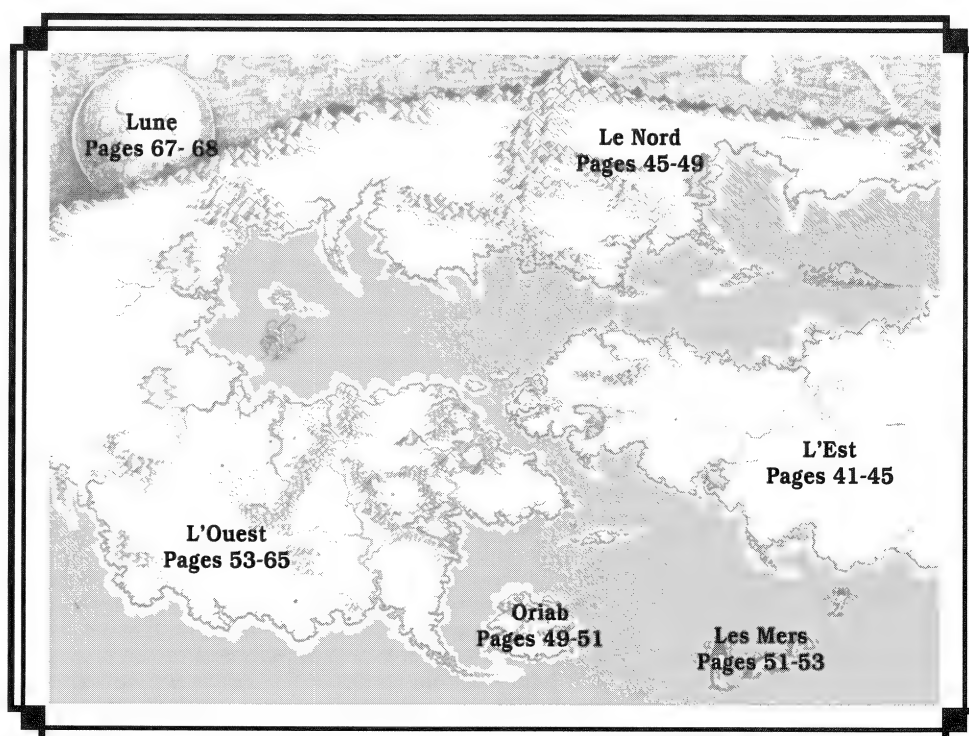 Lune
Pages 67- 68
Le Nord
Pages 45-49
L'Est
Pages 41-45
L'Ouest
Pages 53-65
Oriab
Pages 49-51
Les Mers
Pages 51-53